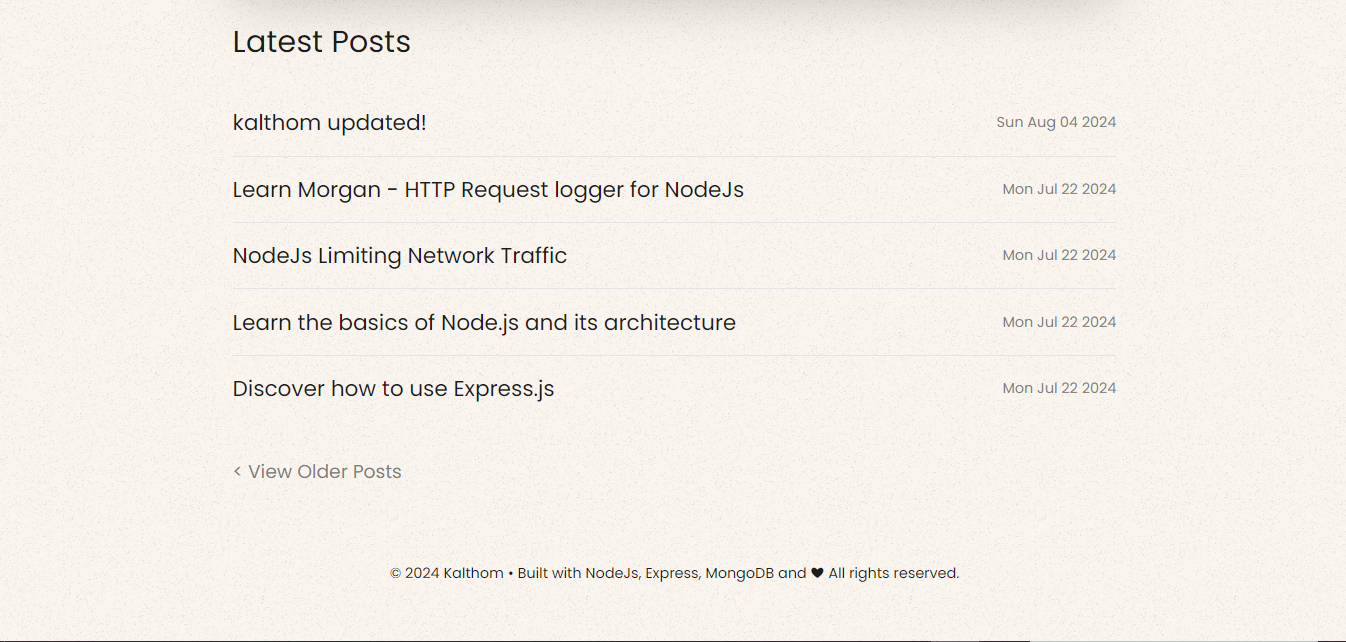 Latest Posts
kalthom updated! Sun Aug 04 2024
Learn Morgan - HTTP Request logger for NodeJs Mon Jul 22 2024
NodeJs Limiting Network Traffic Mon Jul 22 2024
Learn the basics of Node.js and its architecture Mon Jul 22 2024
Discover how to use Express.js Mon Jul 22 2024
< View Older Posts
© 2024 Kalthom • Built with NodeJs, Express, MongoDB and ♥ All rights reserved.